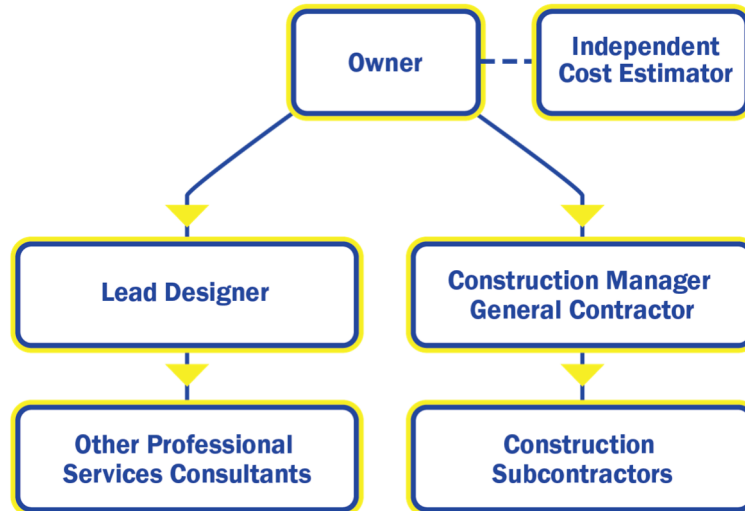 Owner
Independent
Cost Estimator
Lead Designer
Construction Manager
General Contractor
Other Professional
Services Consultants
Construction
Subcontractors